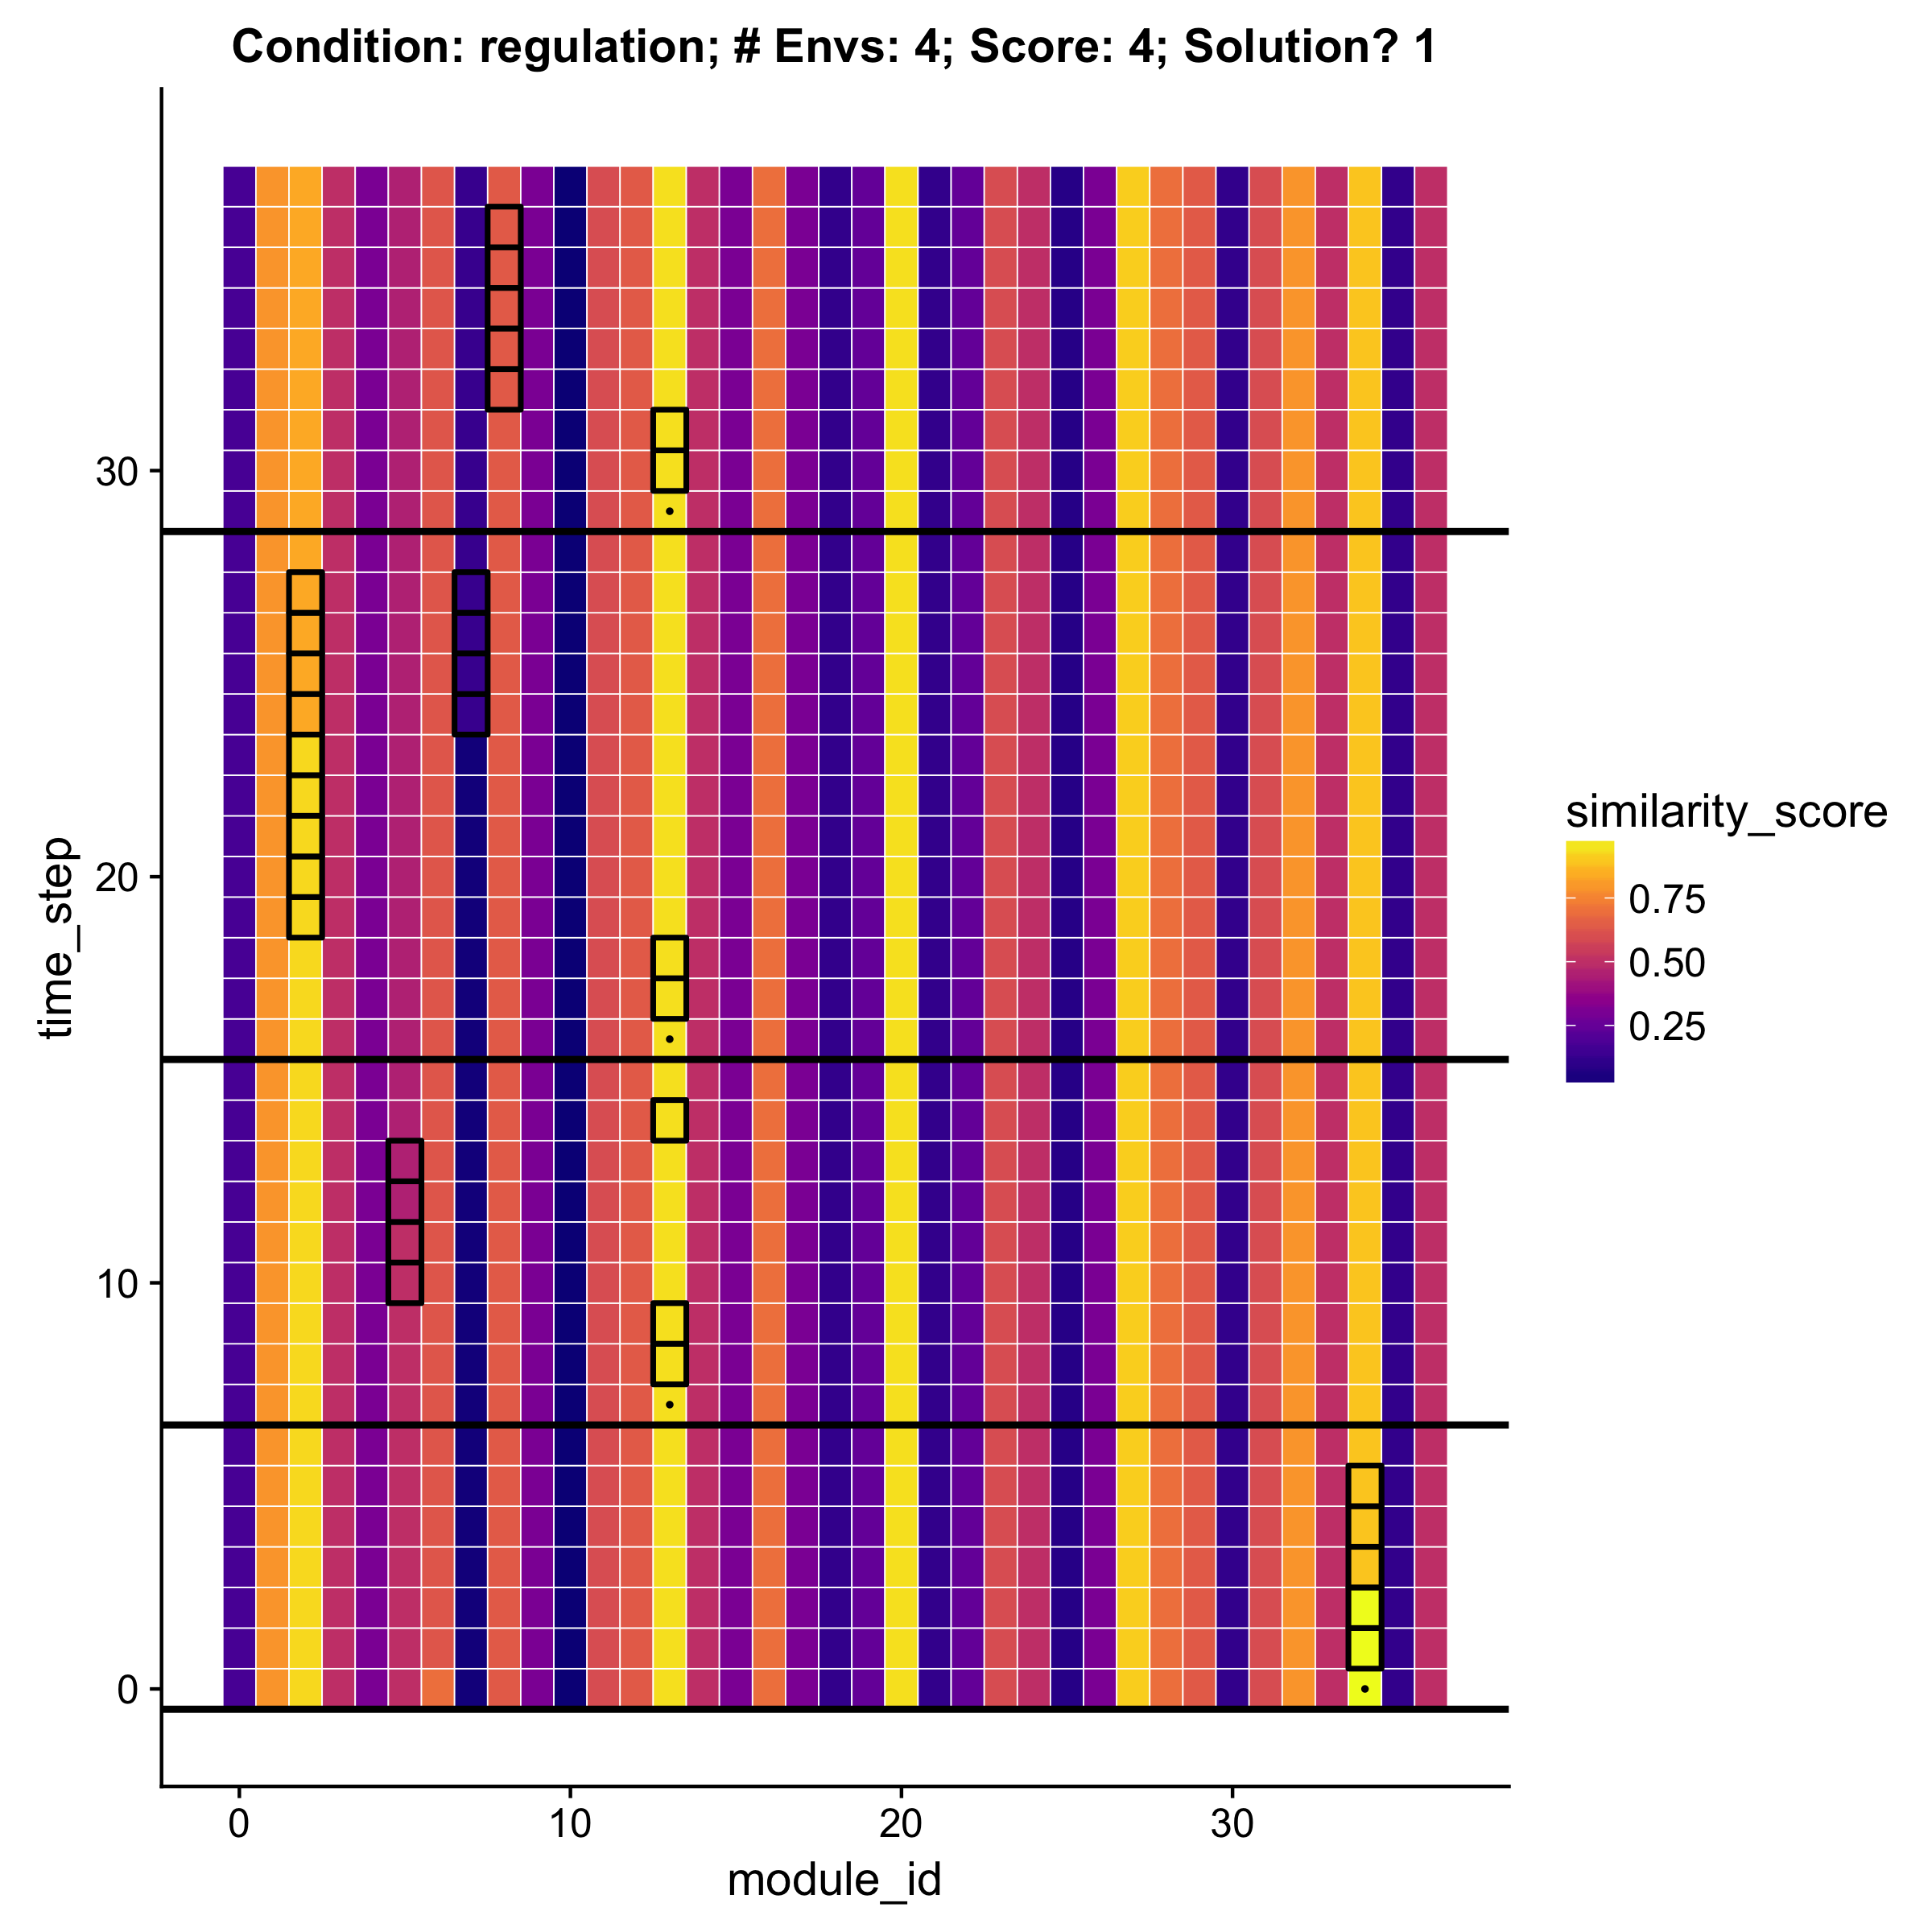 Condition: regulation; # Envs: 4; Score: 4; Solution? 1
30
20
10
0
time_step
0 10 20 30
module_id
similarity_score
0.75
0.50
0.25